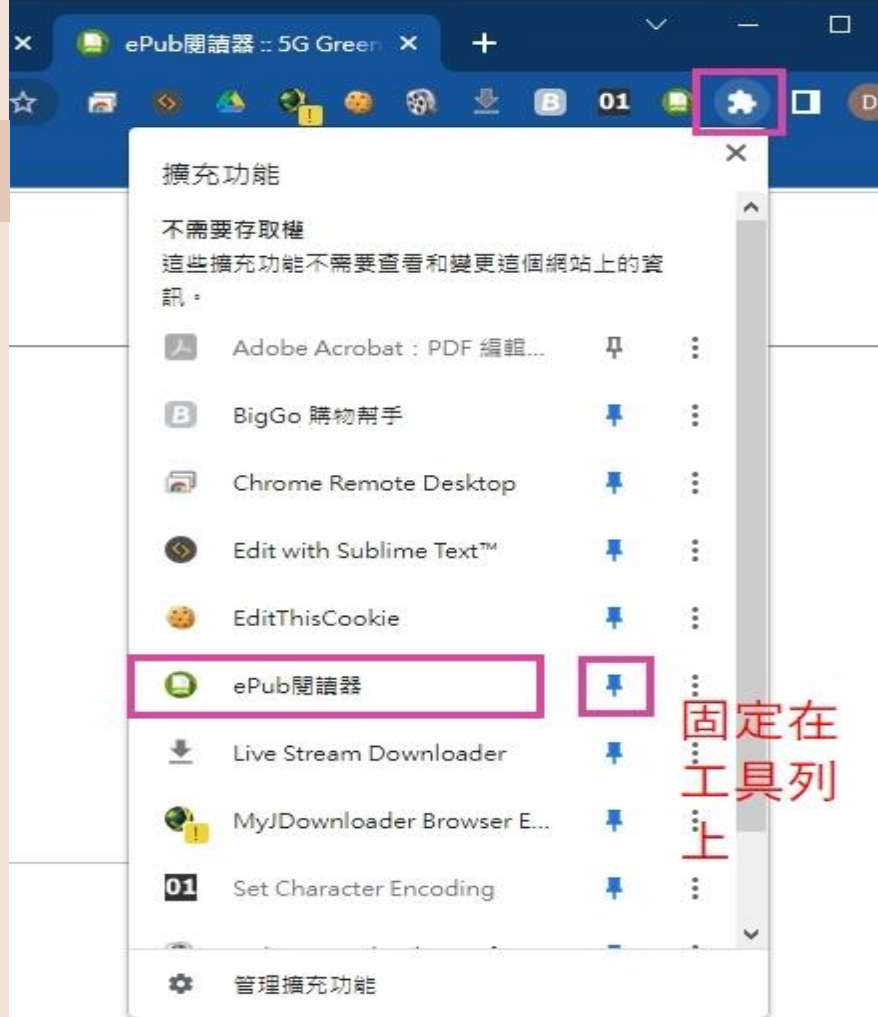 ePub閱讀器 :: 5G Green
B
01
D
擴充功能
不需要存取權
這些擴充功能不需要查看和變更這個網站上的資
訊。
Adobe Acrobat：PDF 編輯...
B
BigGo 購物幫手
Chrome Remote Desktop
Edit with Sublime Text™
EditThisCookie
ePub閱讀器
固定在
Live Stream Downloader
工具列
MyJDownloader Browser E...
上
01
Set Character Encoding
管理擴充功能